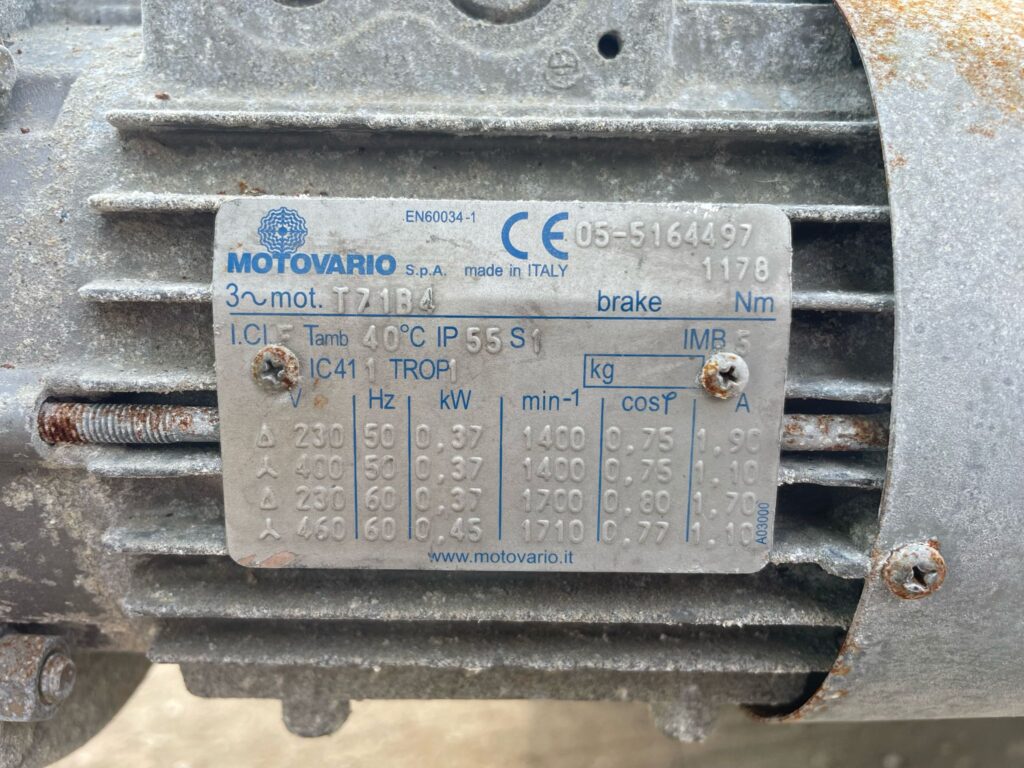 EN60034-1 CE 05-5164497
MOTOVARIO S.p.A. made in ITALY 1178
3~mot. T71B4 brake Nm
I.Cl.F Tamb 40°C IP 55 S1 IMB 5
IC41 1 TROP1 kg
V Hz kW min-1 cosφ A
Δ 230 50 0,37 1400 0,75 1,90
⅄ 400 50 0,37 1400 0,75 1,10
Δ 230 60 0,37 1700 0,80 1,70
⅄ 460 60 0,45 1710 0,77 1,10
A03000
www.motovario.it